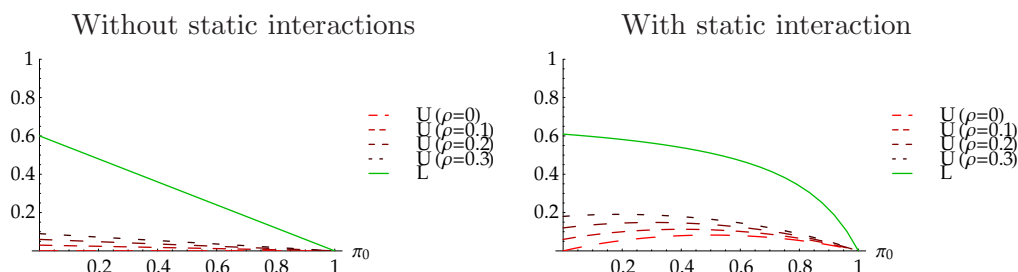 Without static interactions
1
0.8
0.6
0.4
0.2
0.2 0.4 0.6 0.8 1
π0
U(ρ=0)
U(ρ=0.1)
U(ρ=0.2)
U(ρ=0.3)
L
With static interaction
1
0.8
0.6
0.4
0.2
0.2 0.4 0.6 0.8 1
π0
U(ρ=0)
U(ρ=0.1)
U(ρ=0.2)
U(ρ=0.3)
L